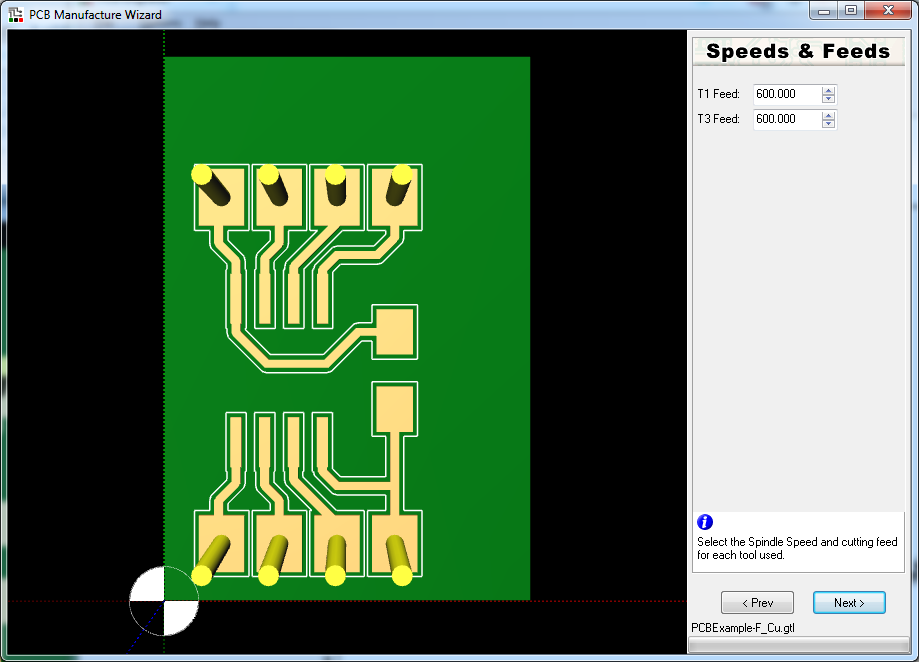 PCB Manufacture Wizard
Speeds & Feeds
T1 Feed: 600.000
T3 Feed: 600.000
Select the Spindle Speed and cutting feed
for each tool used.
< Prev
Next >
PCBExample-F_Cu.gtl